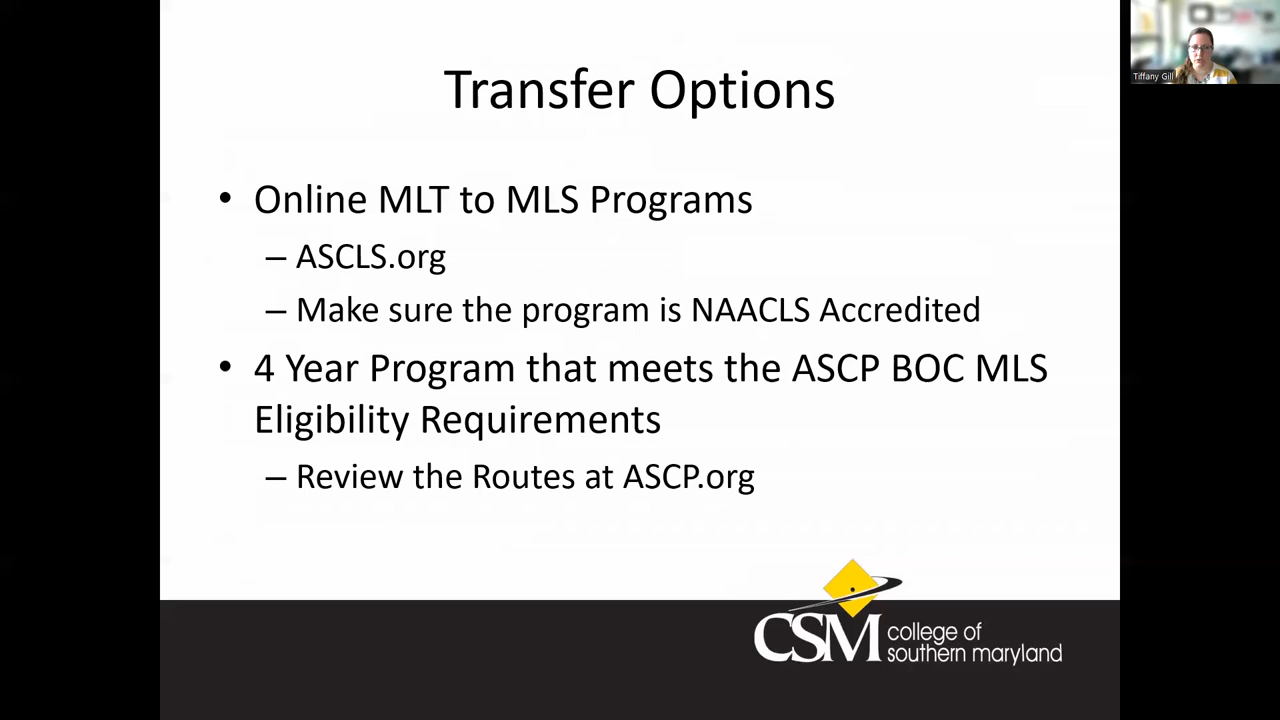 Transfer Options
• Online MLT to MLS Programs
– ASCLS.org
– Make sure the program is NAACLS Accredited
• 4 Year Program that meets the ASCP BOC MLS
Eligibility Requirements
– Review the Routes at ASCP.org
CSM college of
southern maryland
Tiffany Gill